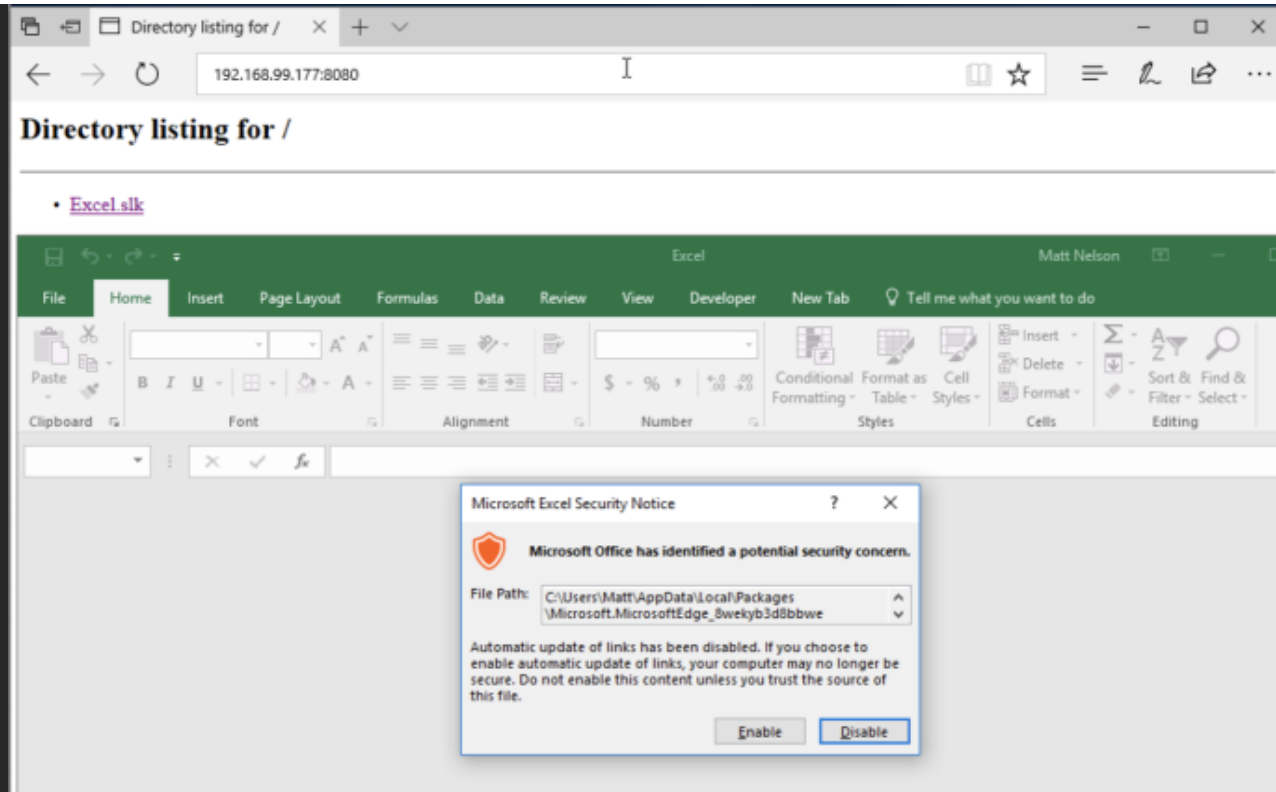 Directory listing for /
192.168.99.177:8080
Directory listing for /
• Excel.slk
Excel Matt Nelson
File Home Insert Page Layout Formulas Data Review View Developer New Tab Tell me what you want to do
Paste
B I U A A A
$ % ,
Conditional Formatting Format as Table Cell Styles
Insert
Delete
Format
Sort & Filter Find & Select
Clipboard Font Alignment Number Styles Cells Editing
fx
Microsoft Excel Security Notice ?
Microsoft Office has identified a potential security concern.
File Path: C:\Users\Matt\AppData\Local\Packages
\Microsoft.MicrosoftEdge_8wekyb3d8bbwe
Automatic update of links has been disabled. If you choose to
enable automatic update of links, your computer may no longer be
secure. Do not enable this content unless you trust the source of
this file.
Enable Disable